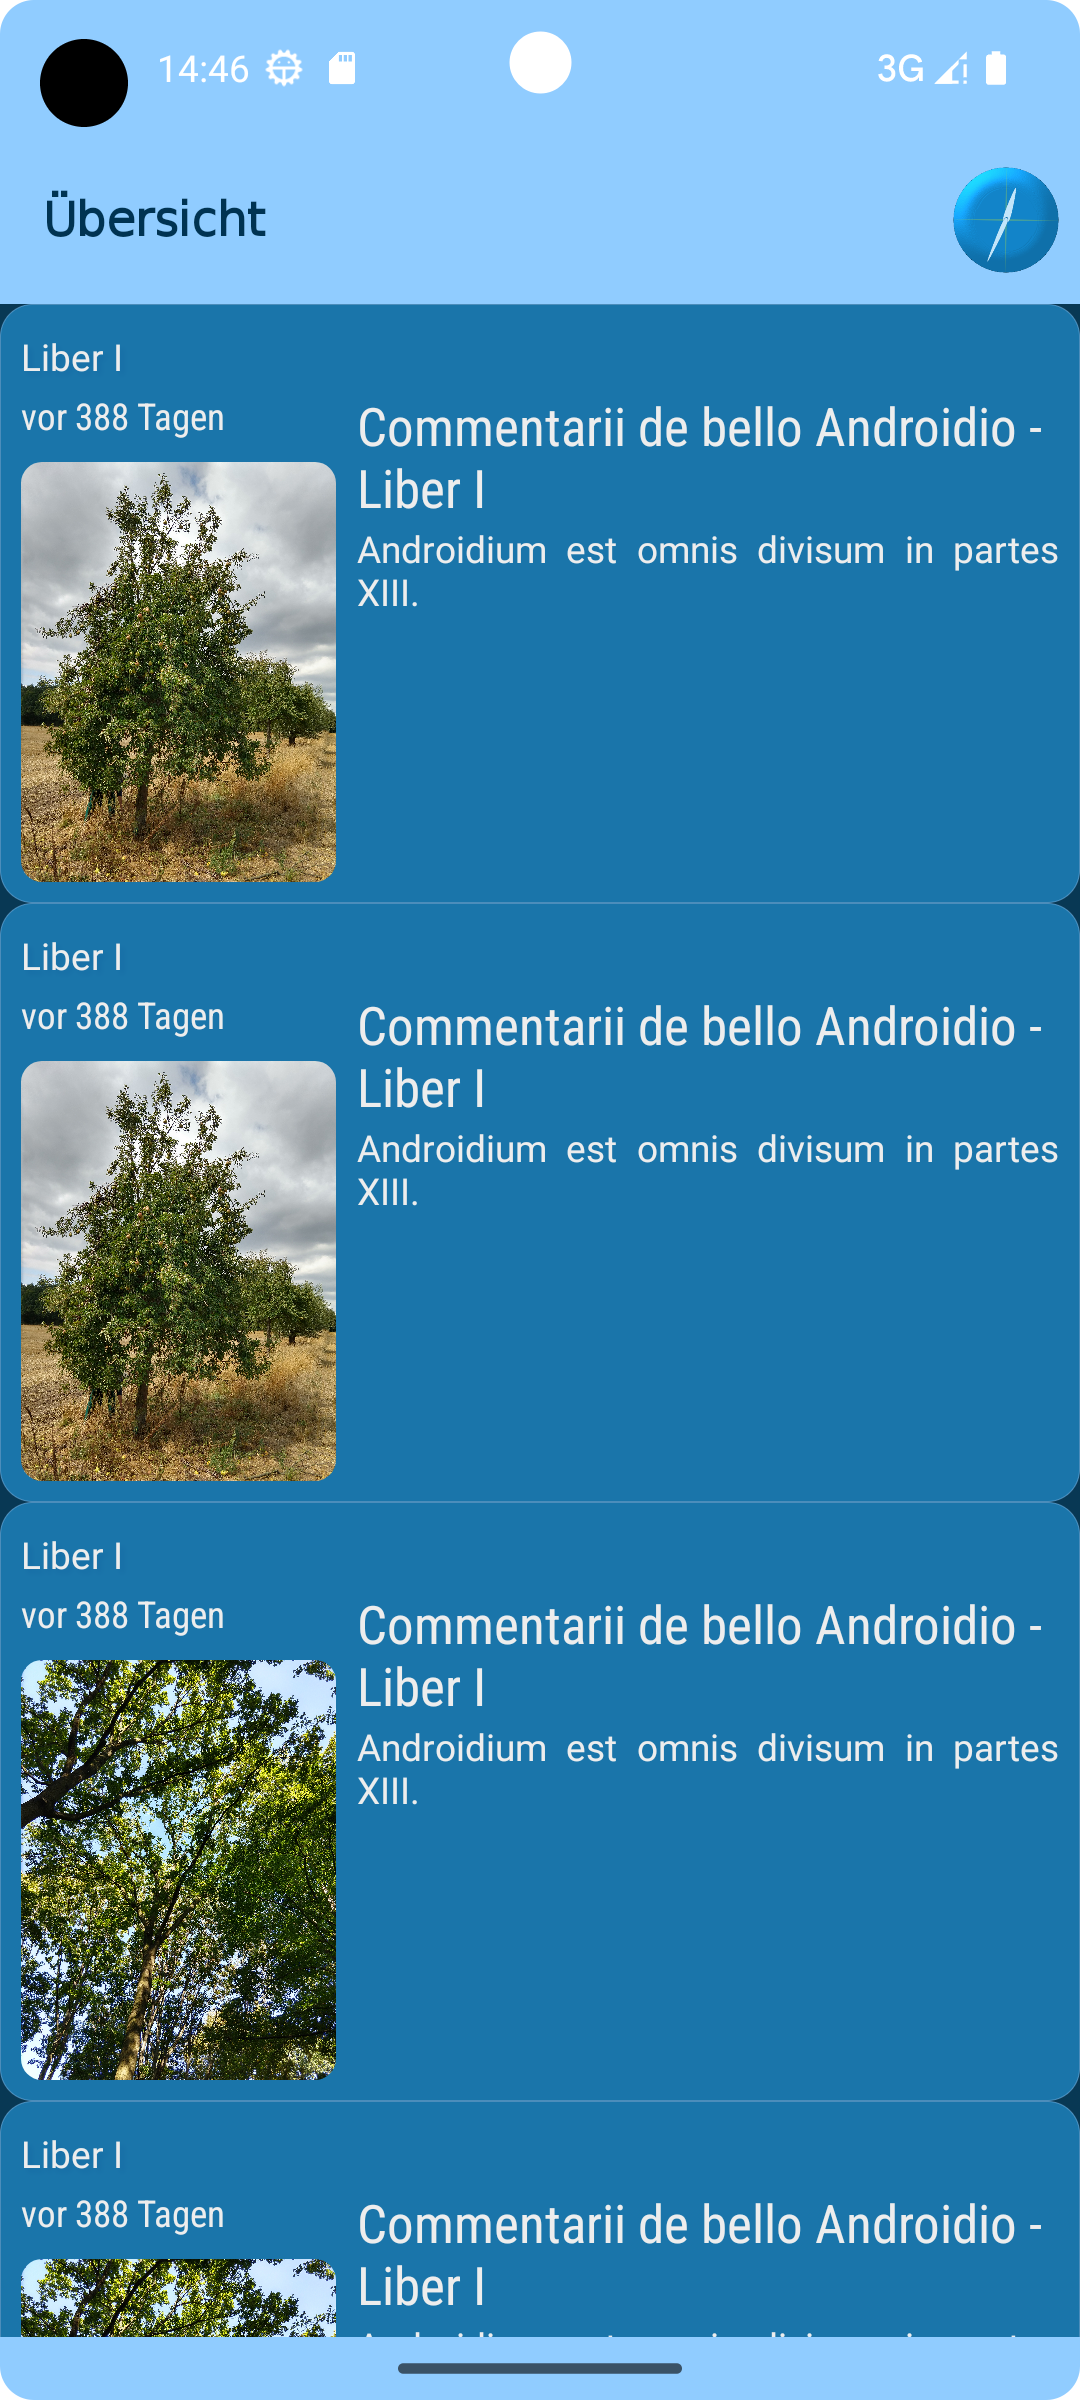 14:46
3G
Übersicht
Liber I
vor 388 Tagen
Commentarii de bello Androidio -
Liber I
Androidium est omnis divisum in partes
XIII.
Liber I
vor 388 Tagen
Commentarii de bello Androidio -
Liber I
Androidium est omnis divisum in partes
XIII.
Liber I
vor 388 Tagen
Commentarii de bello Androidio -
Liber I
Androidium est omnis divisum in partes
XIII.
Liber I
vor 388 Tagen
Commentarii de bello Androidio -
Liber I